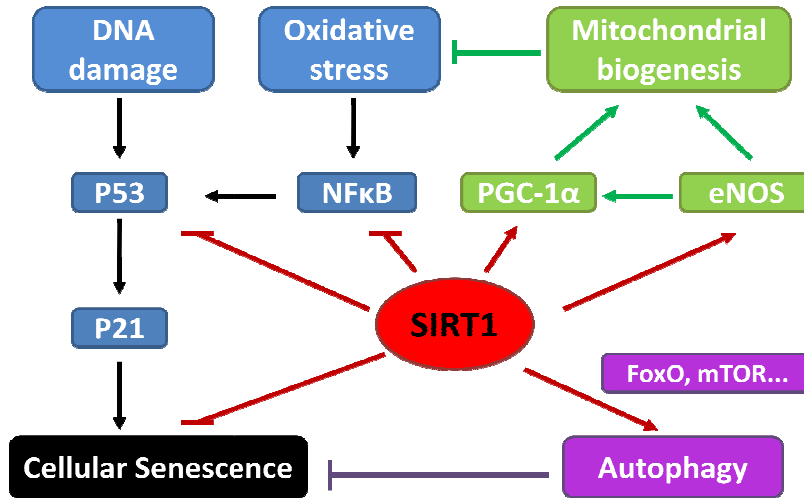 DNA
damage
Oxidative
stress
Mitochondrial
biogenesis
P53
NFκB
PGC-1α
eNOS
P21
SIRT1
FoxO, mTOR...
Cellular Senescence
Autophagy